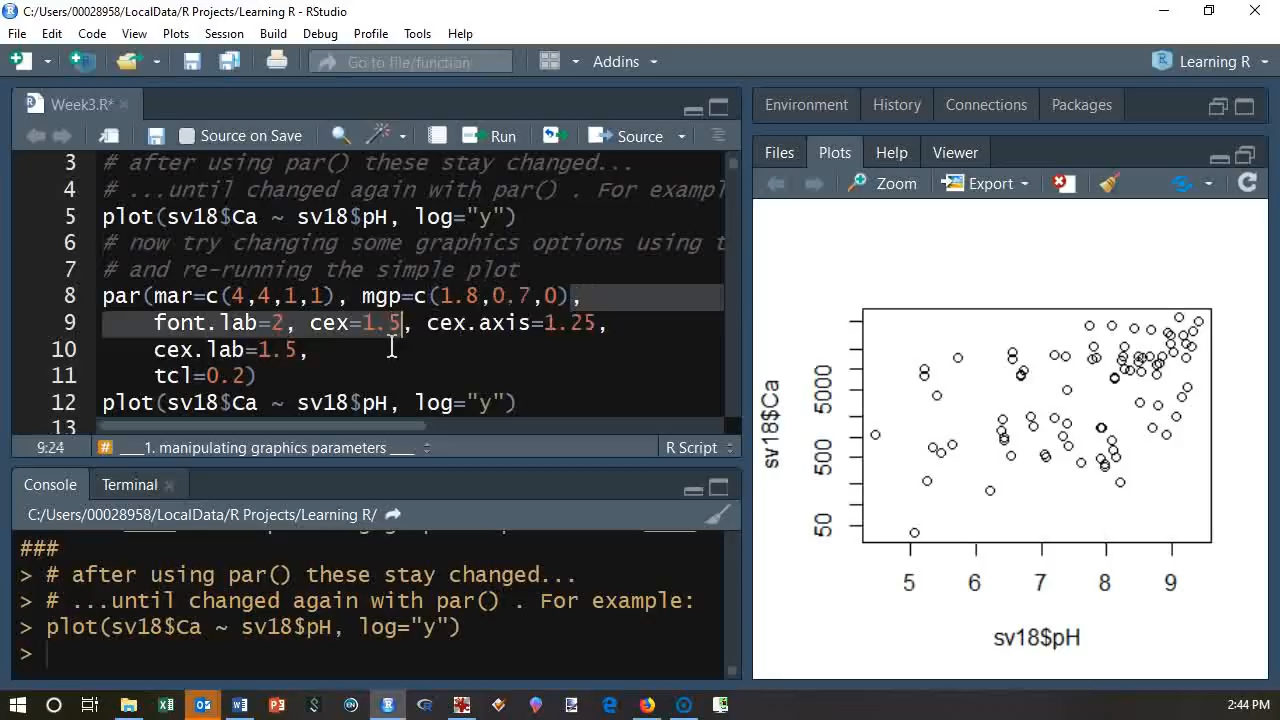 C:/Users/00028958/LocalData/R Projects/Learning R - RStudio
File Edit Code View Plots Session Build Debug Profile Tools Help
Go to file/function Addins Learning R
Week3.R*
Source on Save Run Source
3 # after using par() these stay changed...
4 # ...until changed again with par() . For exampl
5 plot(sv18$Ca ~ sv18$pH, log="y")
6 # now try changing some graphics options using t
7 # and re-running the simple plot
8 par(mar=c(4,4,1,1), mgp=c(1.8,0.7,0),
9 font.lab=2, cex=1.5, cex.axis=1.25,
10 cex.lab=1.5,
11 tcl=0.2)
12 plot(sv18$Ca ~ sv18$pH, log="y")
13
9:24 # ____1. manipulating graphics parameters ____ R Script
Console Terminal
C:/Users/00028958/LocalData/R Projects/Learning R/
###
> # after using par() these stay changed...
> # ...until changed again with par() . For example:
> plot(sv18$Ca ~ sv18$pH, log="y")
>
Environment History Connections Packages
Files Plots Help Viewer
Zoom Export
sv18$Ca
5000
500
50
5 6 7 8 9
sv18$pH
2:44 PM